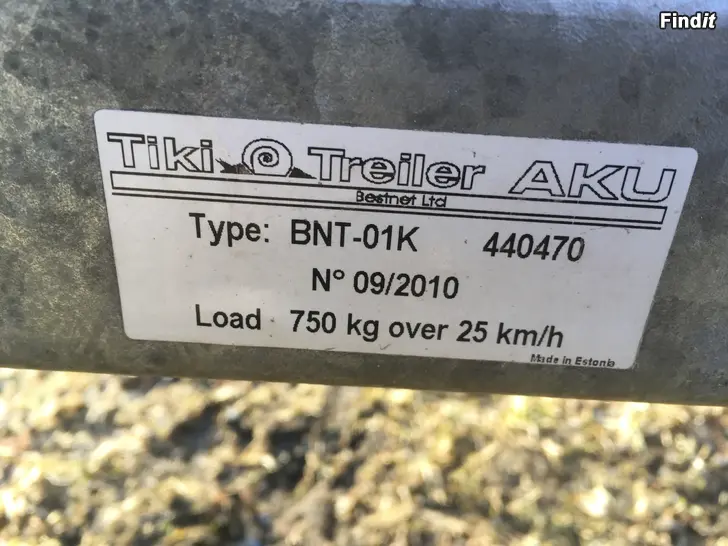 Findit
Tiki Treiler AKU
Bestnet Ltd
Type: BNT-01K 440470
N° 09/2010
Load 750 kg over 25 km/h
Made in Estonia